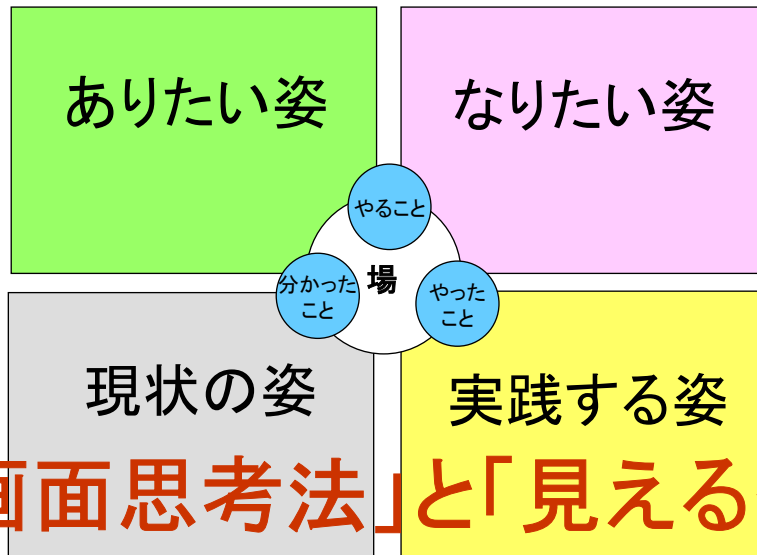 ありたい姿
なりたい姿
やること
場
分かった
こと
やった
こと
現状の姿
実践する姿
画面思考法」と「見える